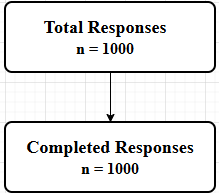 Total Responses
n = 1000
Completed Responses
n = 1000